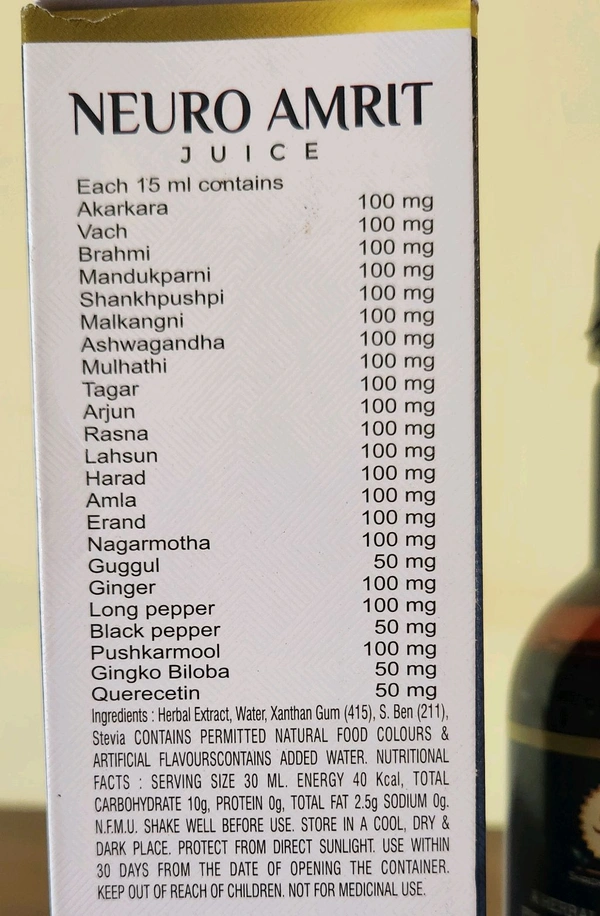 NEURO AMRIT
JUICE
Each 15 ml contains
Akarkara 100 mg
Vach 100 mg
Brahmi 100 mg
Mandukparni 100 mg
Shankhpushpi 100 mg
Malkangni 100 mg
Ashwagandha 100 mg
Mulhathi 100 mg
Tagar 100 mg
Arjun 100 mg
Rasna 100 mg
Lahsun 100 mg
Harad 100 mg
Amla 100 mg
Erand 100 mg
Nagarmotha 100 mg
Guggul 50 mg
Ginger 100 mg
Long pepper 100 mg
Black pepper 50 mg
Pushkarmool 100 mg
Gingko Biloba 50 mg
Querecetin 50 mg
Ingredients : Herbal Extract, Water, Xanthan Gum (415), S. Ben (211),
Stevia CONTAINS PERMITTED NATURAL FOOD COLOURS &
ARTIFICIAL FLAVOURSCONTAINS ADDED WATER. NUTRITIONAL
FACTS : SERVING SIZE 30 ML. ENERGY 40 Kcal, TOTAL
CARBOHYDRATE 10g, PROTEIN 0g, TOTAL FAT 2.5g SODIUM 0g.
N.F.M.U. SHAKE WELL BEFORE USE. STORE IN A COOL, DRY &
DARK PLACE. PROTECT FROM DIRECT SUNLIGHT. USE WITHIN
30 DAYS FROM THE DATE OF OPENING THE CONTAINER.
KEEP OUT OF REACH OF CHILDREN. NOT FOR MEDICINAL USE.